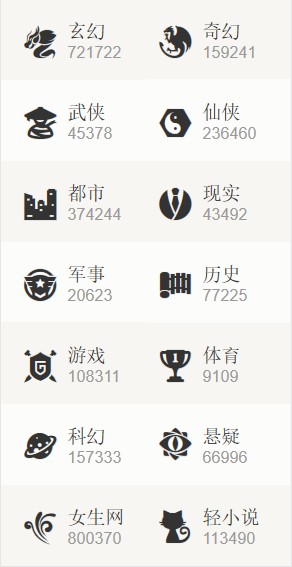 玄幻
721722
奇幻
159241
武侠
45378
仙侠
236460
都市
374244
现实
43492
军事
20623
历史
77225
游戏
108311
体育
9109
科幻
157333
悬疑
66996
女生网
800370
轻小说
113490